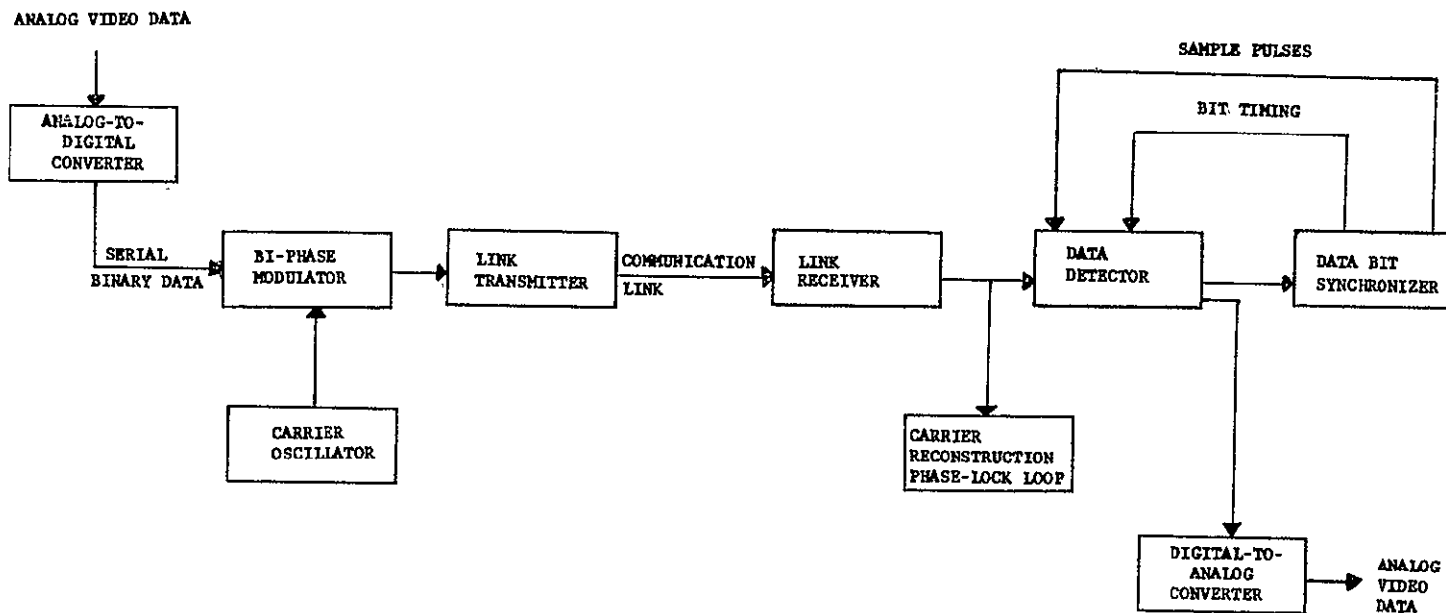 ANALOG VIDEO DATA
SAMPLE PULSES
BIT TIMING
ANALOG-TO-
DIGITAL
CONVERTER
SERIAL
BINARY DATA
BI-PHASE
MODULATOR
LINK
TRANSMITTER
COMMUNICATION
LINK
LINK
RECEIVER
DATA
DETECTOR
DATA BIT
SYNCHRONIZER
CARRIER
OSCILLATOR
CARRIER
RECONSTRUCTION
PHASE-LOCK LOOP
DIGITAL-TO-
ANALOG
CONVERTER
ANALOG
VIDEO
DATA